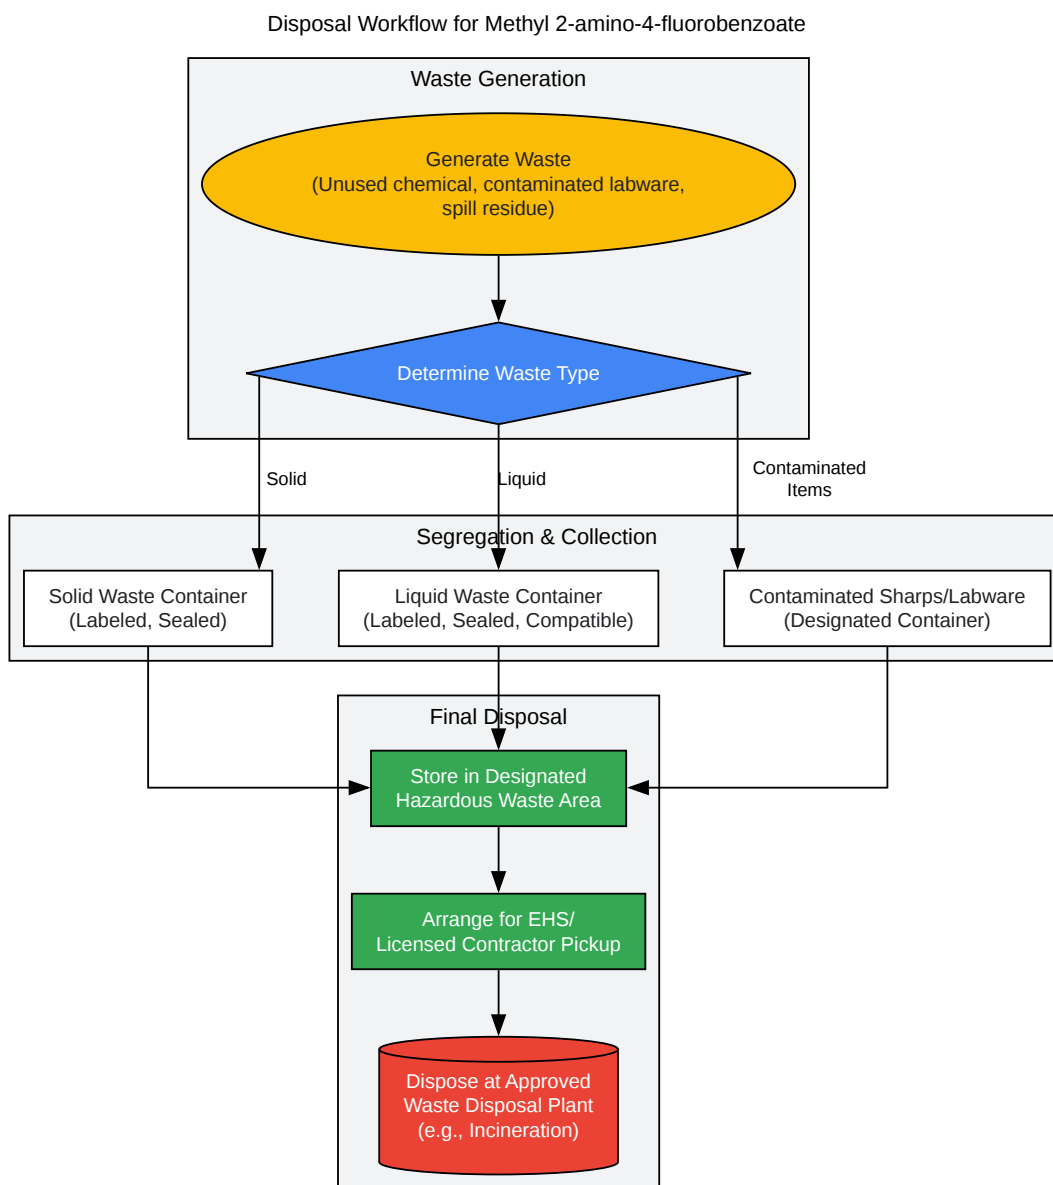 Disposal Workflow for Methyl 2-amino-4-fluorobenzoate
Waste Generation
Generate Waste
(Unused chemical, contaminated labware,
spill residue)
Determine Waste Type
Solid
Liquid
Contaminated
Items
Segregation & Collection
Solid Waste Container
(Labeled, Sealed)
Liquid Waste Container
(Labeled, Sealed, Compatible)
Contaminated Sharps/Labware
(Designated Container)
Final Disposal
Store in Designated
Hazardous Waste Area
Arrange for EHS/
Licensed Contractor Pickup
Dispose at Approved
Waste Disposal Plant
(e.g., Incineration)